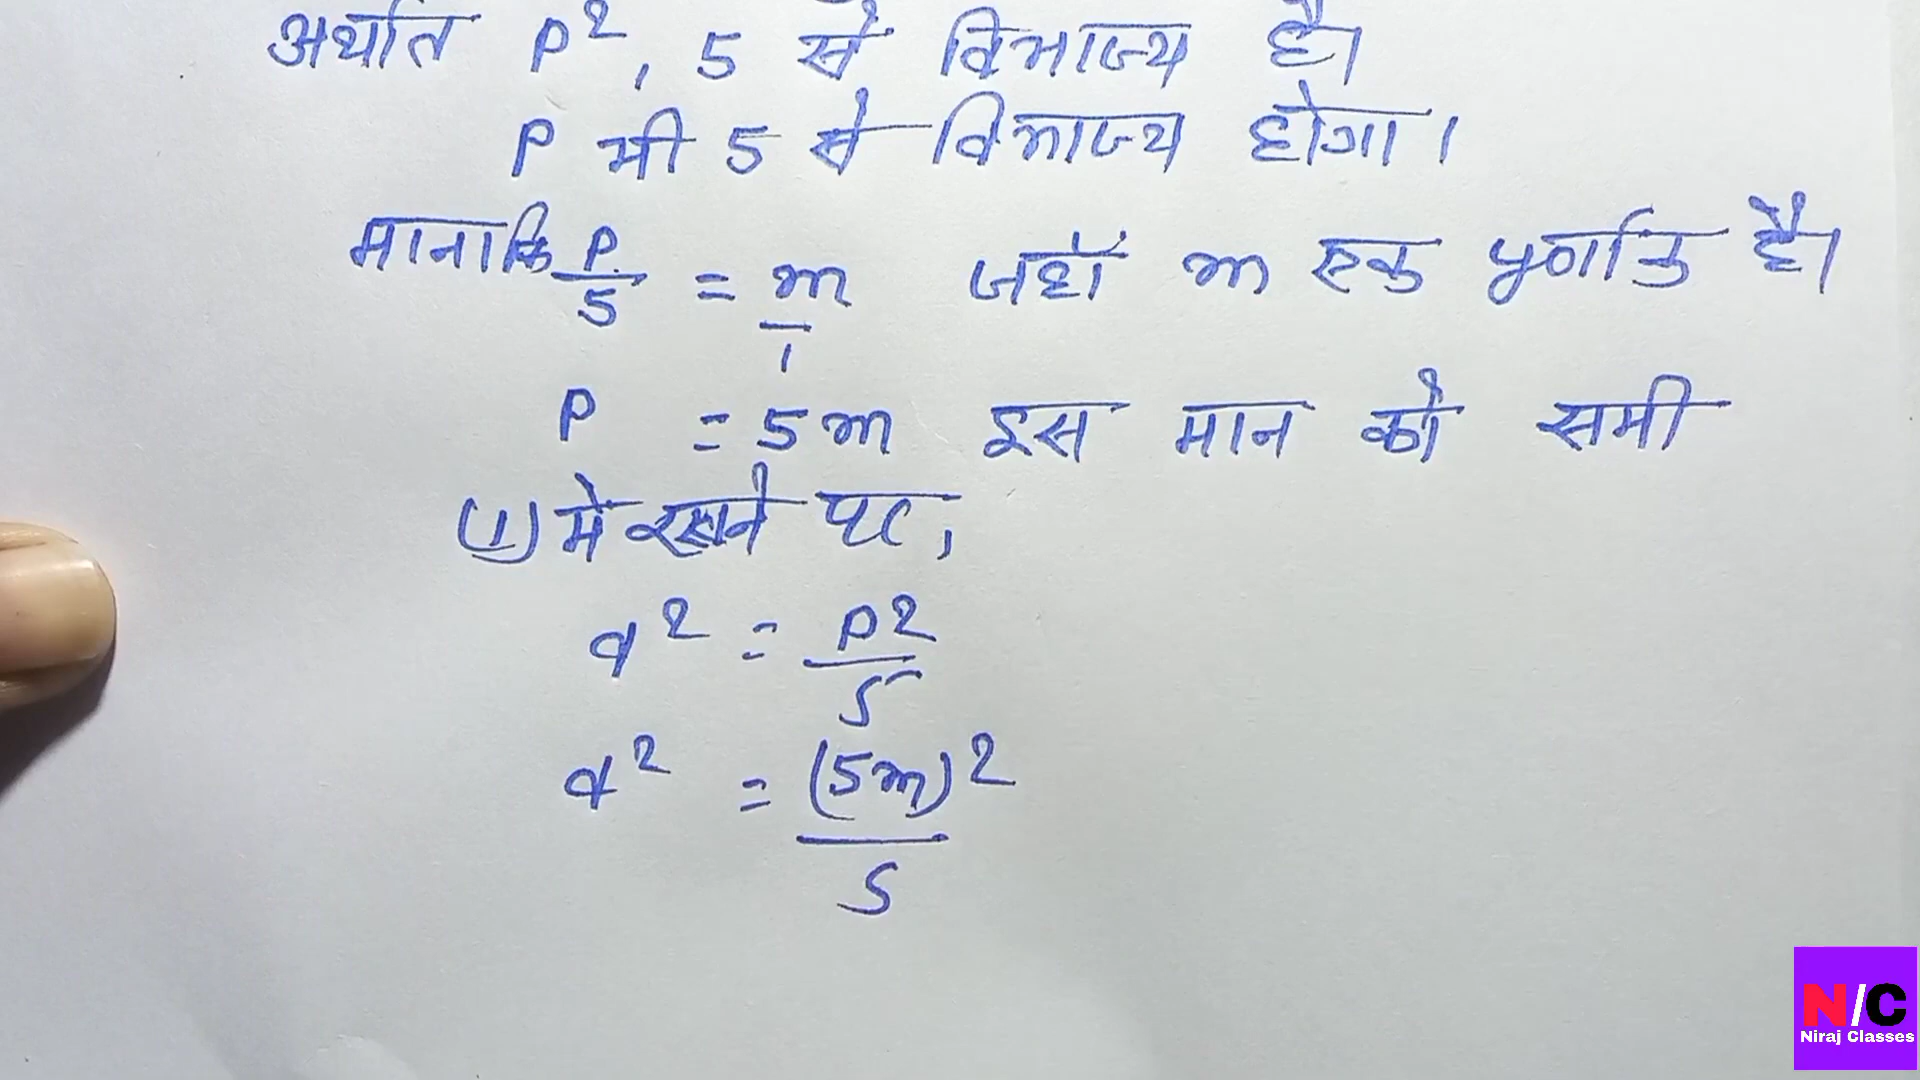 अर्थात P², 5 से विभाज्य है।
P भी 5 से विभाज्य होगा।
माना कि P/5 = m/1 जहाँ m एक पूर्णांक है।
P = 5m इस मान को समी
(1) में रखने पर,
q² = P²/5
q² = (5m)²/5
N/C
Niraj Classes